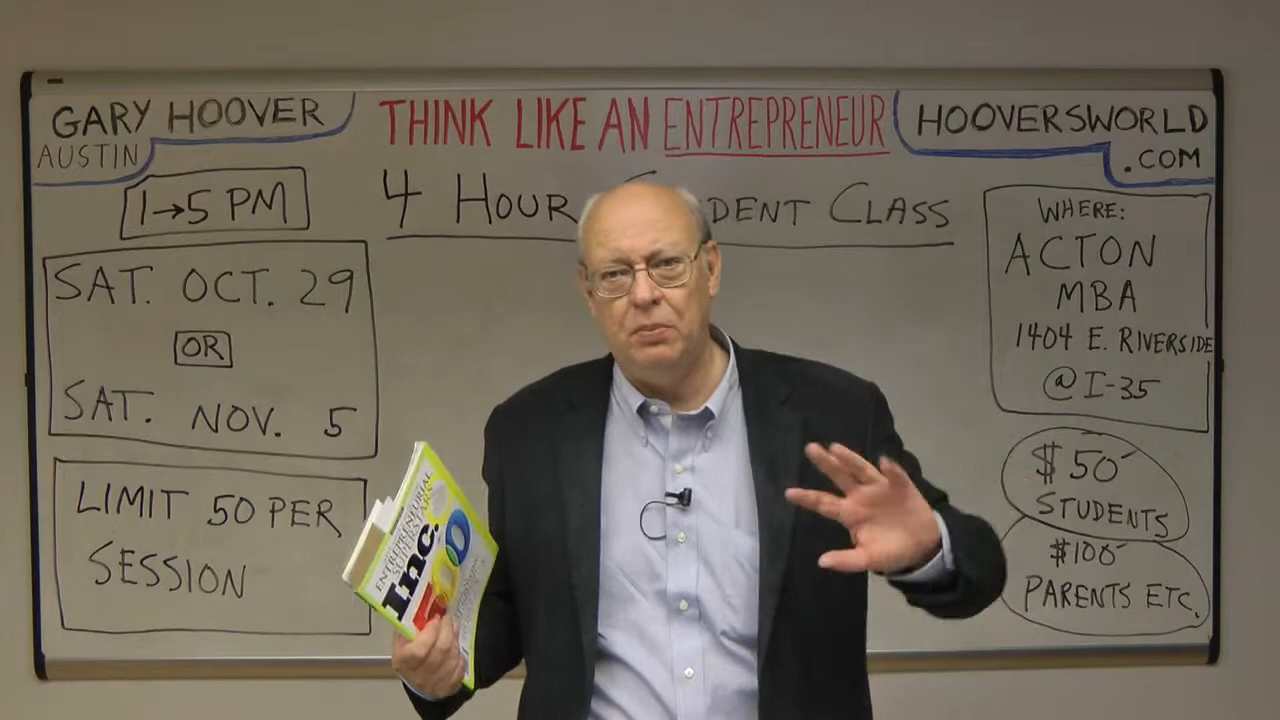 GARY HOOVER
AUSTIN
THINK LIKE AN ENTREPRENEUR
HOOVERSWORLD
.COM
1→5 PM
4 HOUR DENT CLASS
SAT. OCT. 29
OR
SAT. NOV. 5
LIMIT 50 PER
SESSION
WHERE:
ACTON
MBA
1404 E. RIVERSIDE
@ I-35
$50
STUDENTS
$100
PARENTS ETC.
ENTREPRENEURIAL
Inc.
500